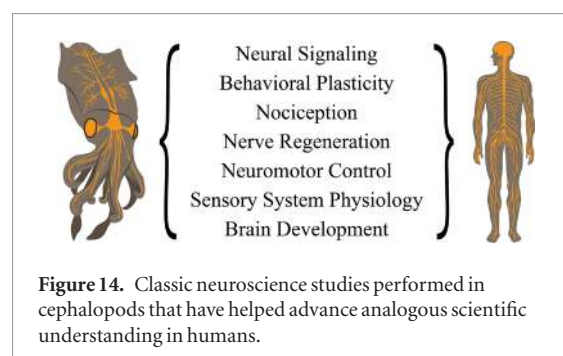 Neural Signaling
Behavioral Plasticity
Nociception
Nerve Regeneration
Neuromotor Control
Sensory System Physiology
Brain Development
Figure 14. Classic neuroscience studies performed in
cephalopods that have helped advance analogous scientific
understanding in humans.